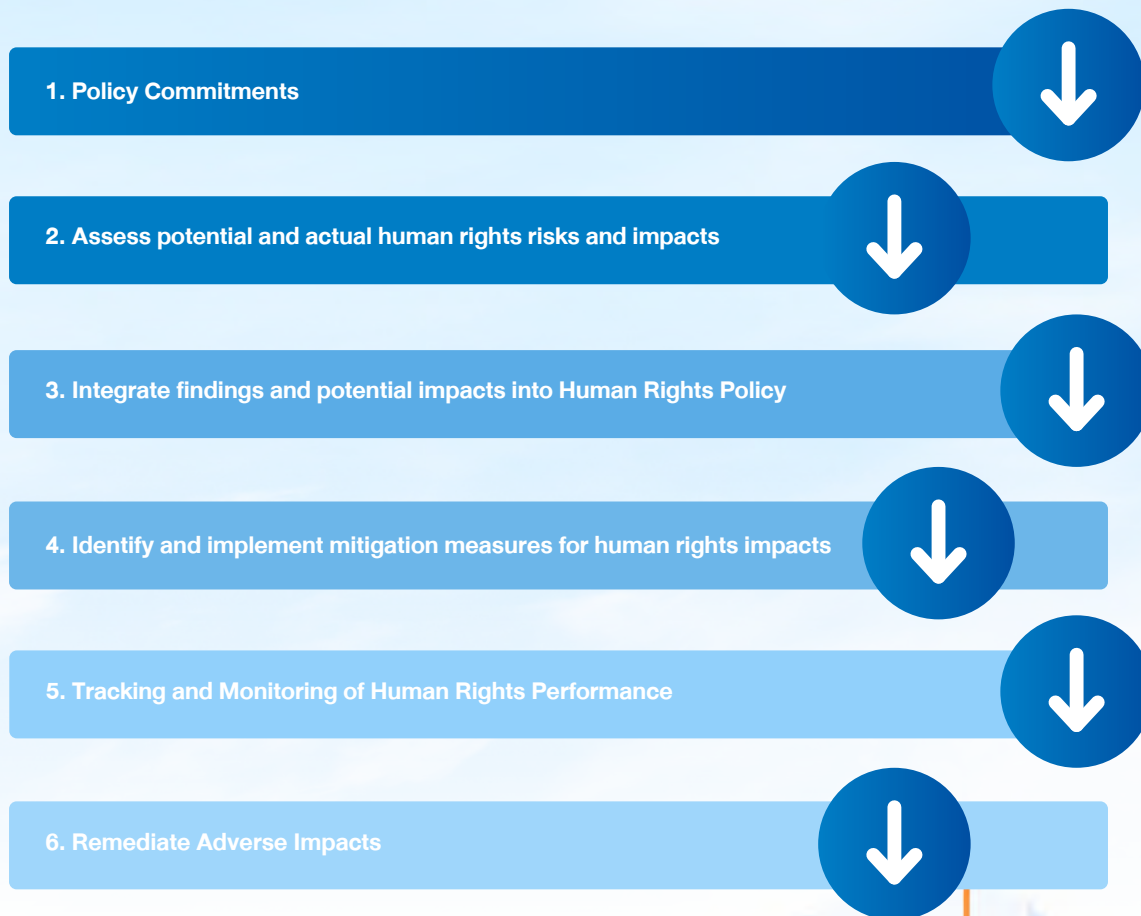 1. Policy Commitments
2. Assess potential and actual human rights risks and impacts
3. Integrate findings and potential impacts into Human Rights Policy
4. Identify and implement mitigation measures for human rights impacts
5. Tracking and Monitoring of Human Rights Performance
6. Remediate Adverse Impacts